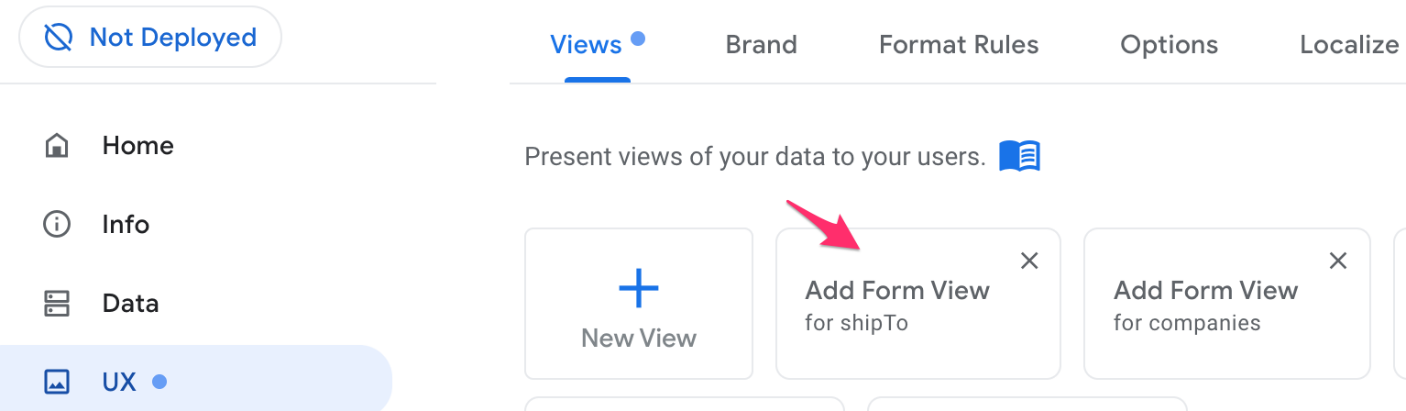 Not Deployed
Views
Brand
Format Rules
Options
Localize
Home
Info
Data
UX
Present views of your data to your users.
New View
Add Form View
for shipTo
Add Form View
for companies